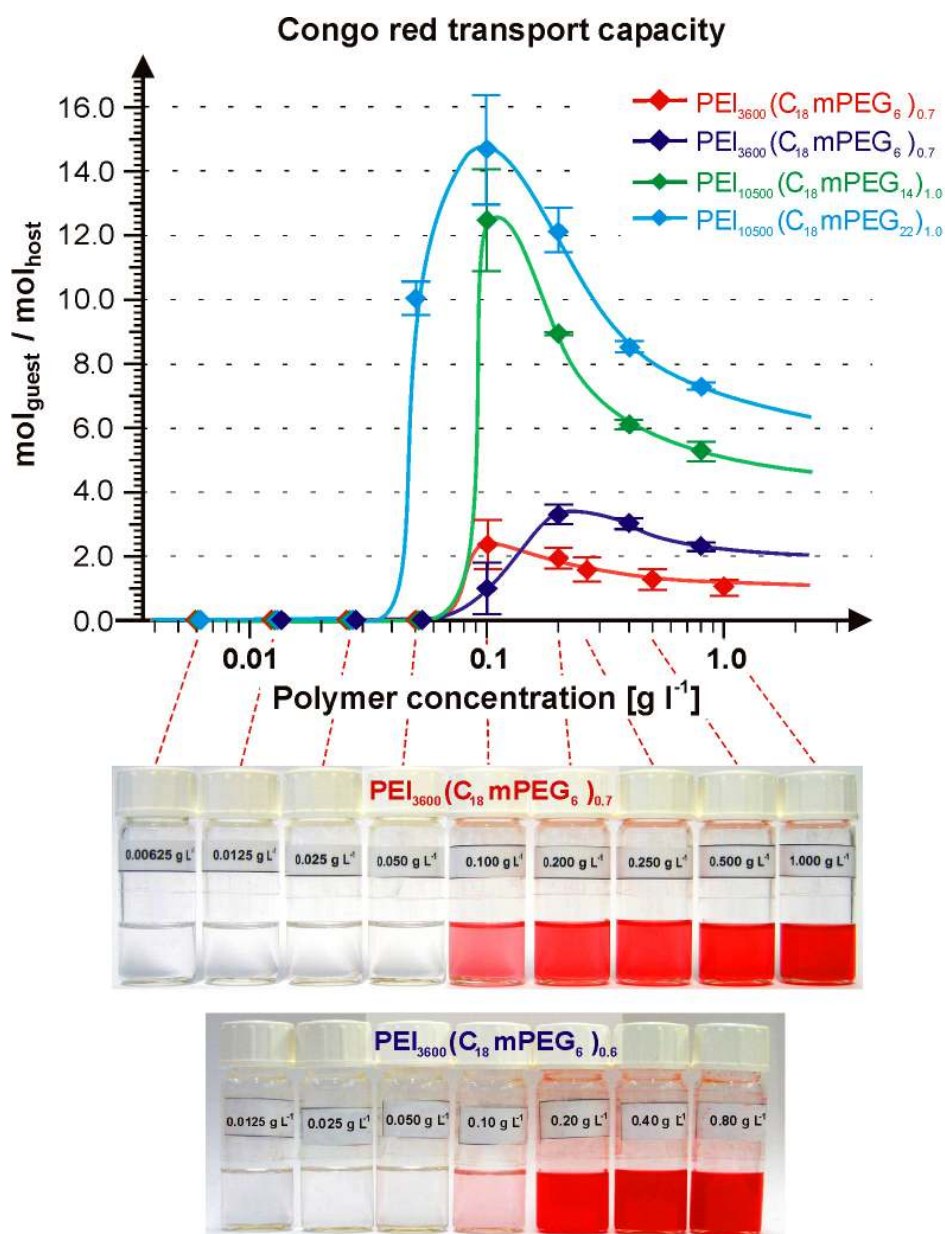 Congo red transport capacity
PEI3600(C18mPEG6)0.7
PEI3600(C18mPEG6)0.7
PEI10500(C18mPEG14)1.0
PEI10500(C18mPEG22)1.0
molguest / molhost
16.0
14.0
12.0
10.0
8.0
6.0
4.0
2.0
0.0
0.01 0.1 1.0
Polymer concentration [g l-1]
PEI3600(C18mPEG6)0.7
0.00625 g L-1 0.0125 g L-1 0.025 g L-1 0.050 g L-1 0.100 g L-1 0.200 g L-1 0.250 g L-1 0.500 g L-1 1.000 g L-1
PEI3600(C18mPEG6)0.6
0.0125 g L-1 0.025 g L-1 0.050 g L-1 0.10 g L-1 0.20 g L-1 0.40 g L-1 0.80 g L-1